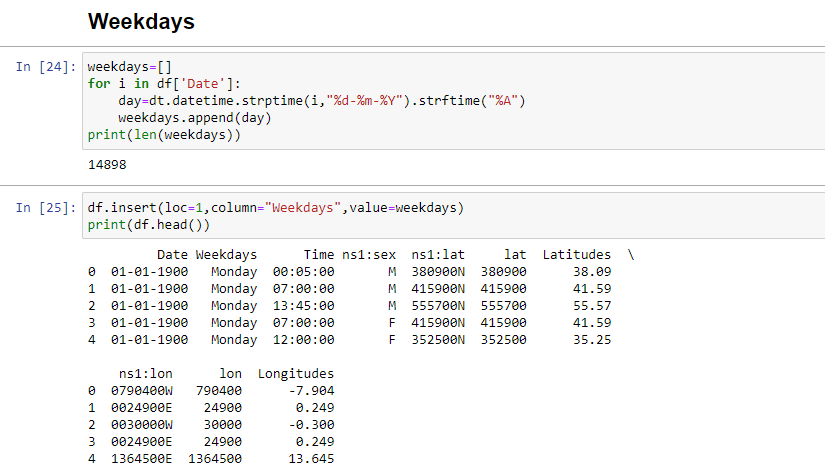 Weekdays
In [24]: weekdays=[]
for i in df['Date']:
    day=dt.datetime.strptime(i,"%d-%m-%Y").strftime("%A")
    weekdays.append(day)
print(len(weekdays))
14898
In [25]: df.insert(loc=1,column="Weekdays",value=weekdays)
print(df.head())
         Date Weekdays      Time ns1:sex  ns1:lat     lat  Latitudes  \
0  01-01-1900   Monday  00:05:00       M  380900N  380900      38.09
1  01-01-1900   Monday  07:00:00       M  415900N  415900      41.59
2  01-01-1900   Monday  13:45:00       M  555700N  555700      55.57
3  01-01-1900   Monday  07:00:00       F  415900N  415900      41.59
4  01-01-1900   Monday  12:00:00       F  352500N  352500      35.25
    ns1:lon      lon  Longitudes
0  0790400W   790400      -7.904
1  0024900E    24900       0.249
2  0030000W    30000      -0.300
3  0024900E    24900       0.249
4  1364500E  1364500      13.645